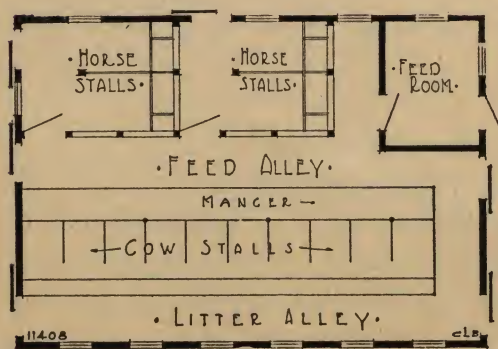 ·HORSE
STALLS·
·HORSE
STALLS·
·FEED
ROOM·
·FEED ALLEY·
MANGER
COW STALLS
·LITTER ALLEY·
11408
CLB